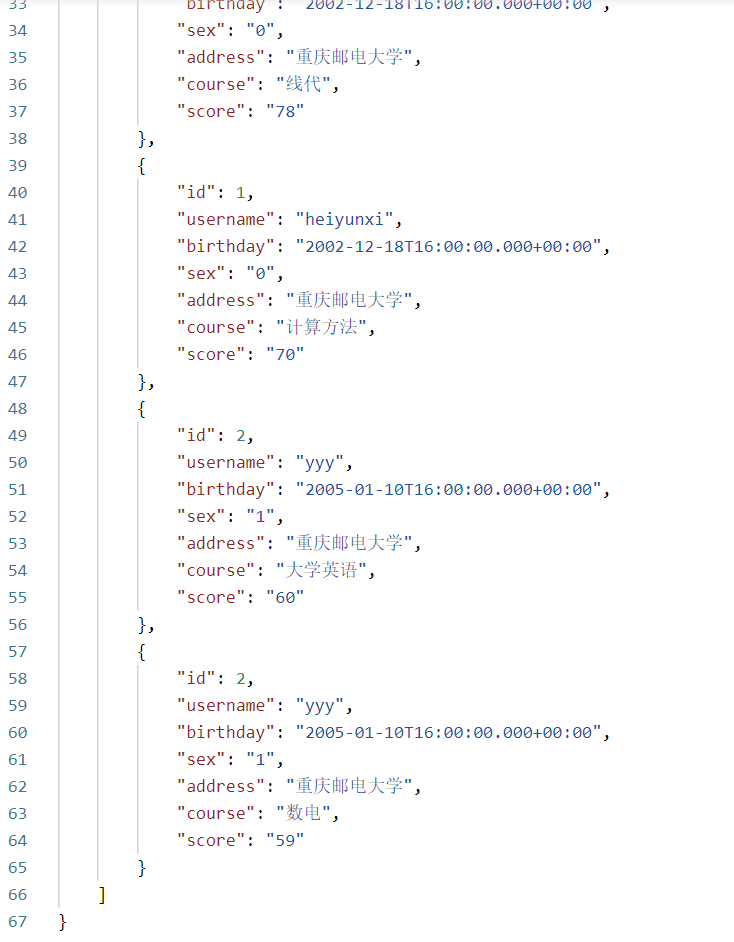 33 "birthday": "2002-12-18T16:00:00.000+00:00",
34 "sex": "0",
35 "address": "重庆邮电大学",
36 "course": "线代",
37 "score": "78"
38 },
39 {
40 "id": 1,
41 "username": "heiyunxi",
42 "birthday": "2002-12-18T16:00:00.000+00:00",
43 "sex": "0",
44 "address": "重庆邮电大学",
45 "course": "计算方法",
46 "score": "70"
47 },
48 {
49 "id": 2,
50 "username": "yyy",
51 "birthday": "2005-01-10T16:00:00.000+00:00",
52 "sex": "1",
53 "address": "重庆邮电大学",
54 "course": "大学英语",
55 "score": "60"
56 },
57 {
58 "id": 2,
59 "username": "yyy",
60 "birthday": "2005-01-10T16:00:00.000+00:00",
61 "sex": "1",
62 "address": "重庆邮电大学",
63 "course": "数电",
64 "score": "59"
65 }
66 ]
67 }